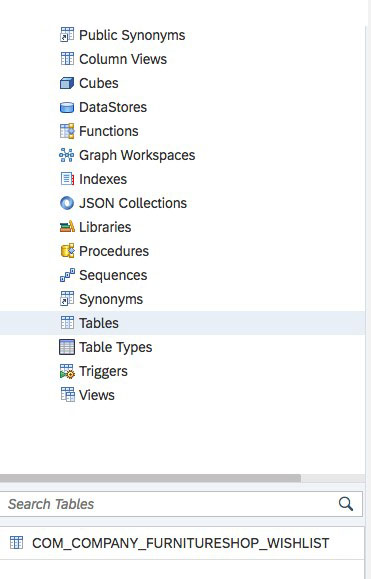 Public Synonyms
Column Views
Cubes
DataStores
Functions
Graph Workspaces
Indexes
JSON Collections
Libraries
Procedures
Sequences
Synonyms
Tables
Table Types
Triggers
Views
Search Tables
COM_COMPANY_FURNITURESHOP_WISHLIST